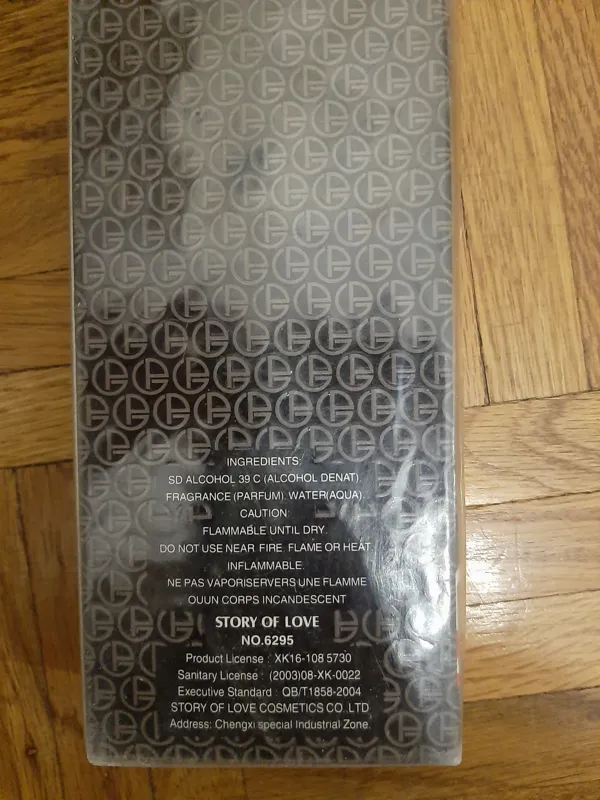 INGREDIENTS:
SD ALCOHOL 39 C (ALCOHOL DENAT).
FRAGRANCE (PARFUM). WATER(AQUA).
CAUTION:
FLAMMABLE UNTIL DRY.
DO NOT USE NEAR FIRE. FLAME OR HEAT.
INFLAMMABLE.
NE PAS VAPORISERVERS UNE FLAMME
OUUN CORPS INCANDESCENT
STORY OF LOVE
NO.6295
Product License : XK16-108 5730
Sanitary License : (2003)08-XK-0022
Executive Standard : QB/T1858-2004
STORY OF LOVE COSMETICS CO .LTD
Address: Chengxi special Industrial Zone.